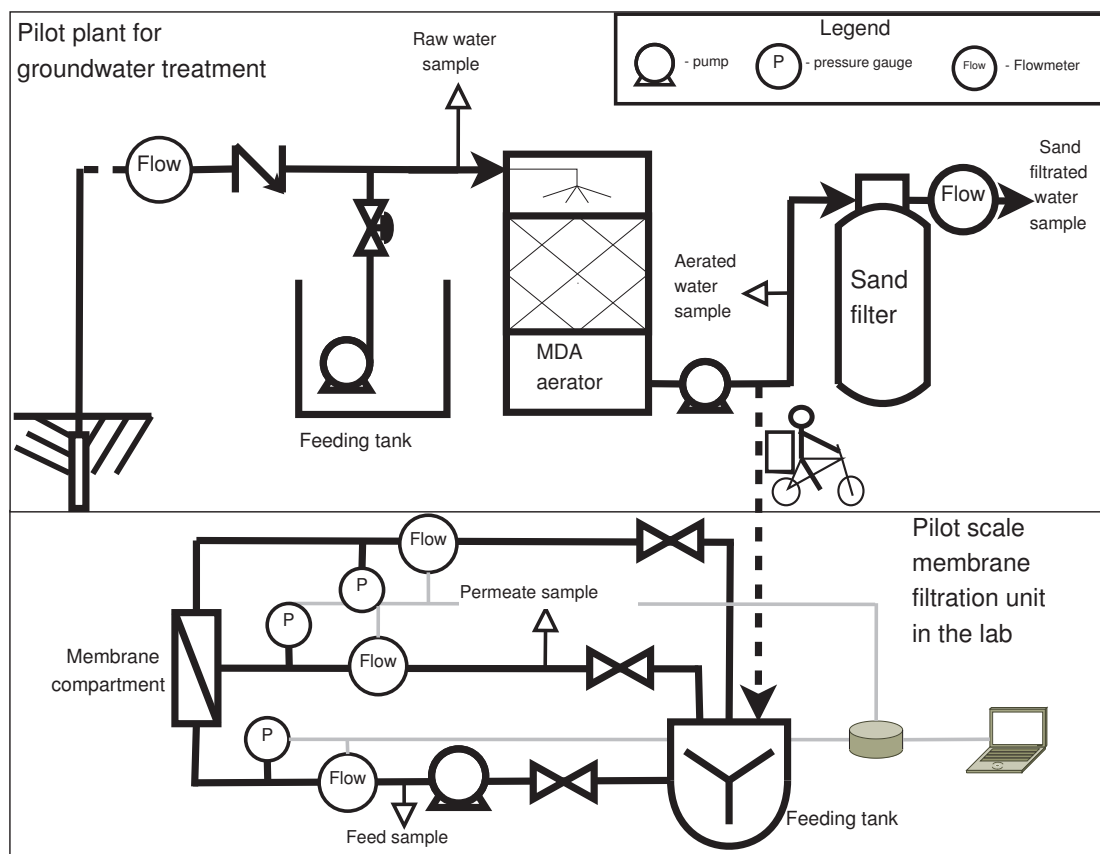 Pilot plant for
groundwater treatment
Raw water
sample
Legend
- pump
P
- pressure gauge
Flow
- Flowmeter
Flow
Sand
filtrated
water
sample
Flow
Aerated
water
sample
Sand
filter
MDA
aerator
Feeding tank
Pilot scale
membrane
filtration unit
in the lab
Flow
P
Permeate sample
P
Flow
Membrane
compartment
P
Flow
Feed sample
Feeding tank